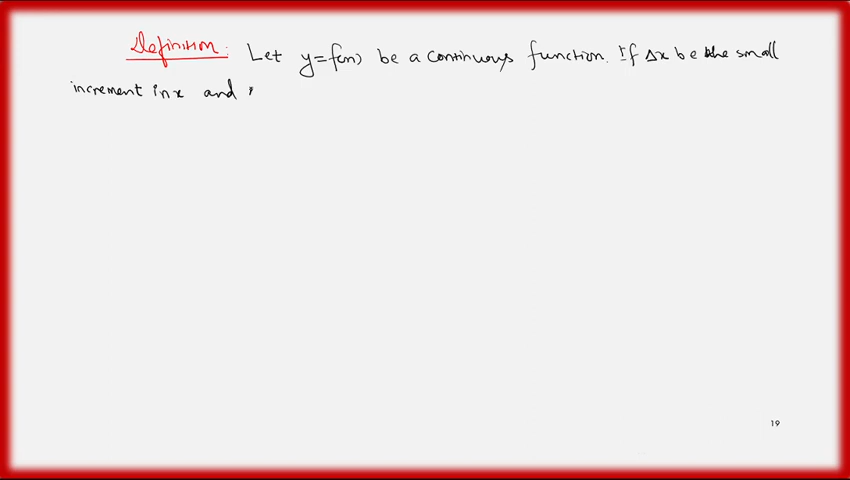 Definition: Let y=f(x) be a continuous function. If Δx be the small
increment in x and
19